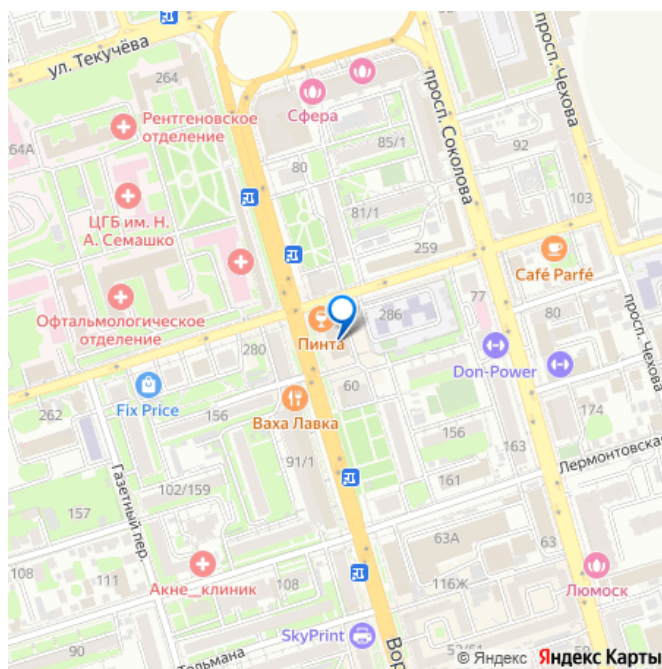 ул. Текучёва
264
Рентгеновское
отделение
64А
Сфера
просп. Соколова
просп. Чехова
85/1
92
80
ЦГБ им. Н.
А. Семашко
81/1
103
259
Café Parfé
Офтальмологическое
отделение
286
77
80
просп. Чехова
Пинта
280
Don-Power
60
Fix Price
262
156
Ваха Лавка
174
156
163
Лермонтовская
91/1
Газетный пер.
102/159
161
157
63А
63
108
111
Акне_клиник
108
116Ж
Люмоск
SkyPrint
© Яндекс Яндекс Карты